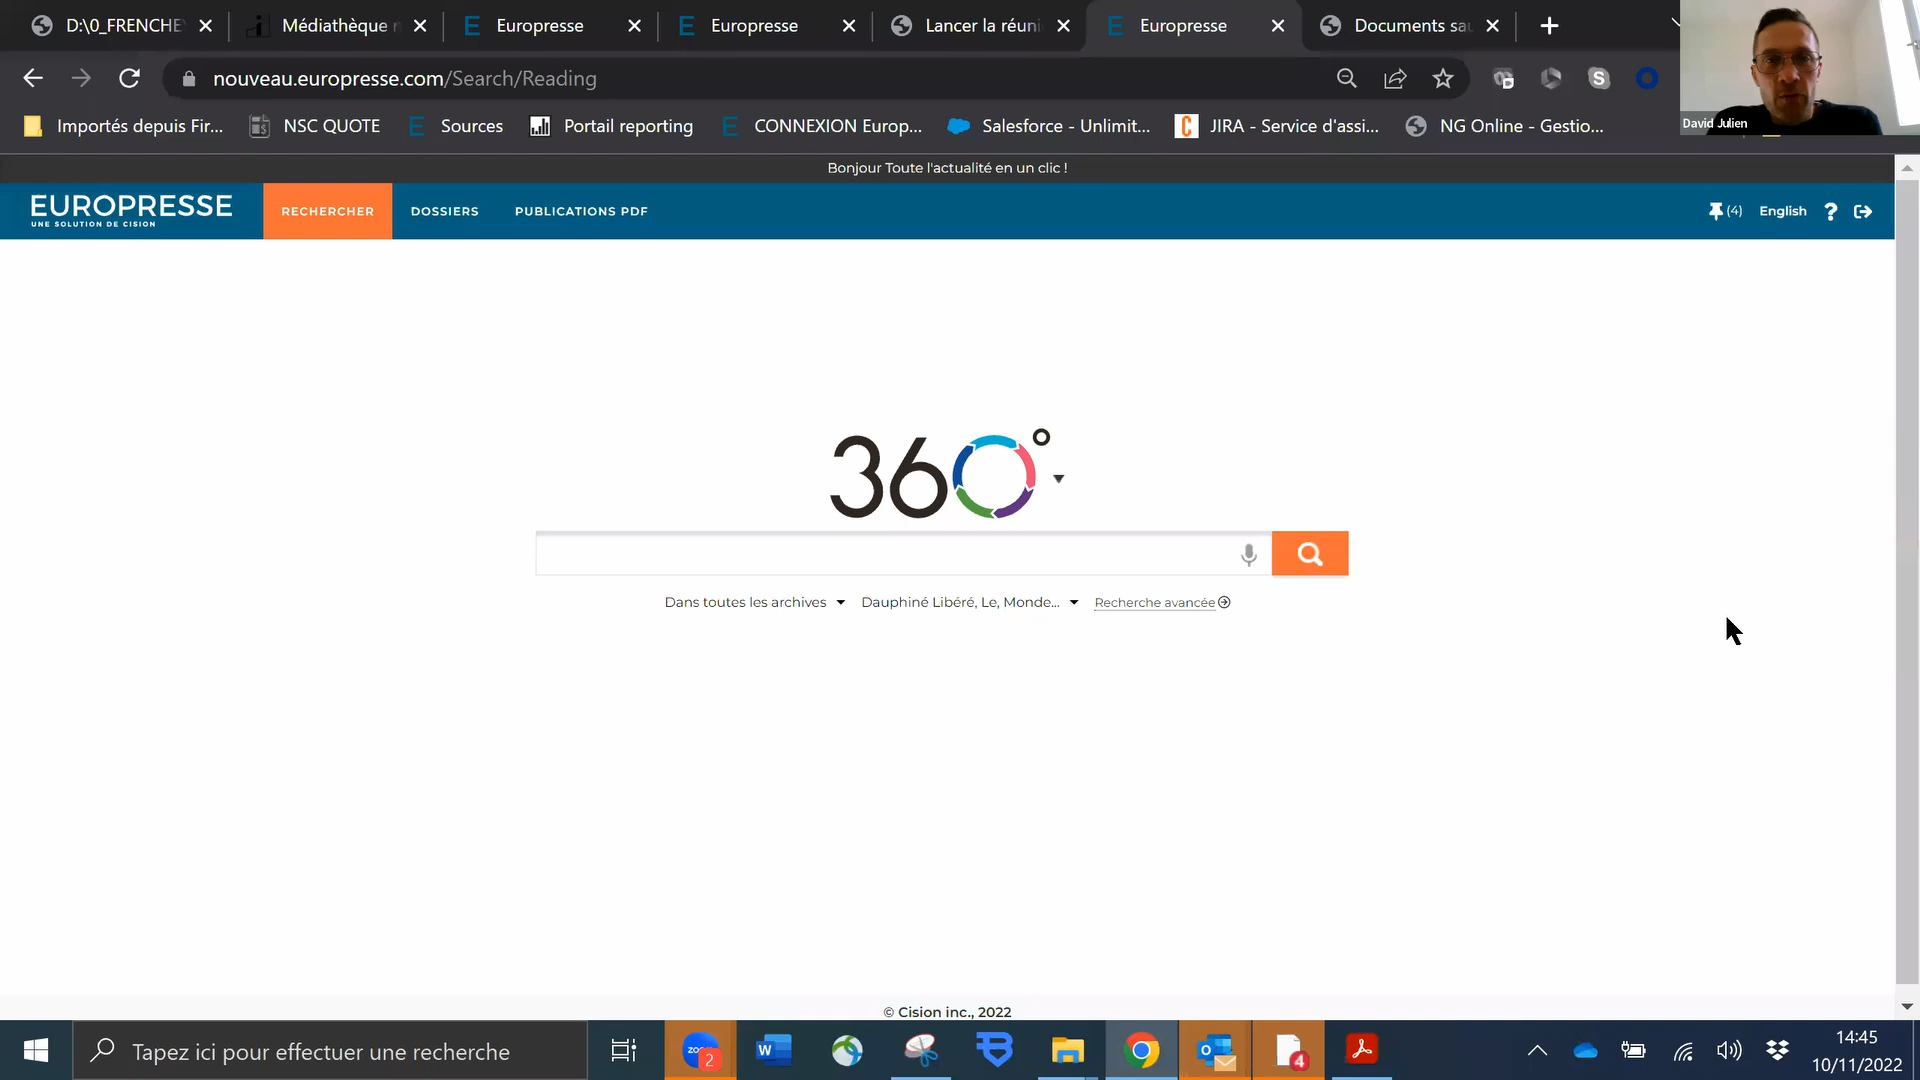 D:\0_FRENCHE
Médiathèque n
Europresse
Europresse
Lancer la réuni
Europresse
Documents sau
nouveau.europresse.com/Search/Reading
Importés depuis Fir...
NSC QUOTE
Sources
Portail reporting
CONNEXION Europ...
Salesforce - Unlimit...
JIRA - Service d'assi...
NG Online - Gestio...
David Julien
Bonjour Toute l'actualité en un clic !
EUROPRESSE
UNE SOLUTION DE CISION
RECHERCHER
DOSSIERS
PUBLICATIONS PDF
(4)
English
?
360°
Dans toutes les archives
Dauphiné Libéré, Le, Monde...
Recherche avancée
© Cision inc., 2022
Tapez ici pour effectuer une recherche
2
4
14:45
10/11/2022